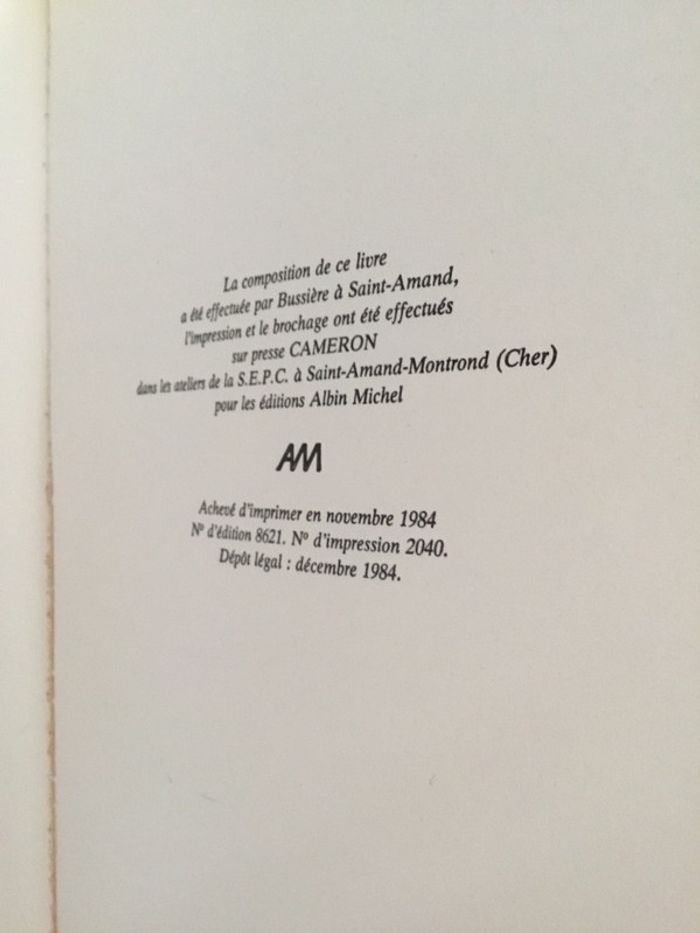 La composition de ce livre
a été effectuée par Bussière à Saint-Amand,
l'impression et le brochage ont été effectués
sur presse CAMERON
dans les ateliers de la S.E.P.C. à Saint-Amand-Montrond (Cher)
pour les éditions Albin Michel
AM
Achevé d'imprimer en novembre 1984
N° d'édition 8621. N° d'impression 2040.
Dépôt légal : décembre 1984.